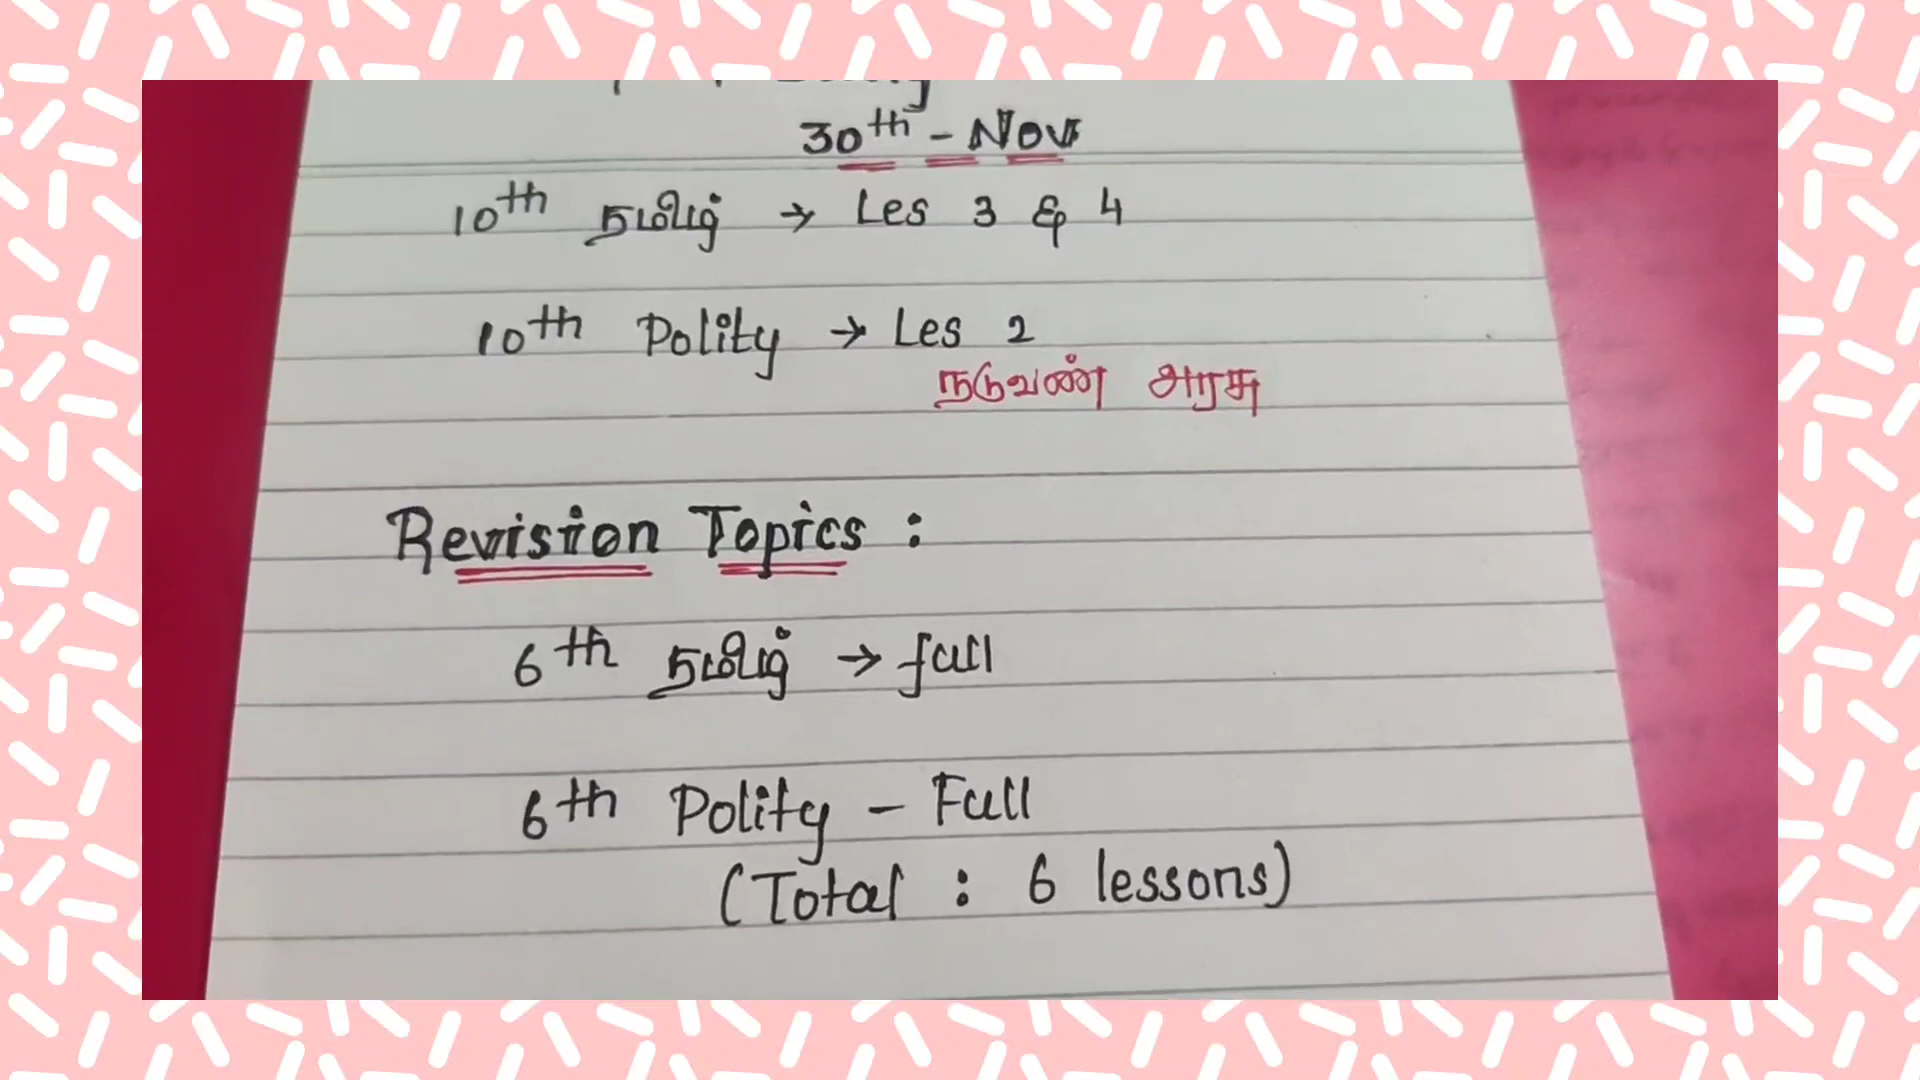 30th - Nov
10th தமிழ் → Les 3 & 4
10th Polity → Les 2
நடுவண் அரசு
Revision Topics :
6th தமிழ் → full
6th Polity - Full
(Total : 6 lessons)